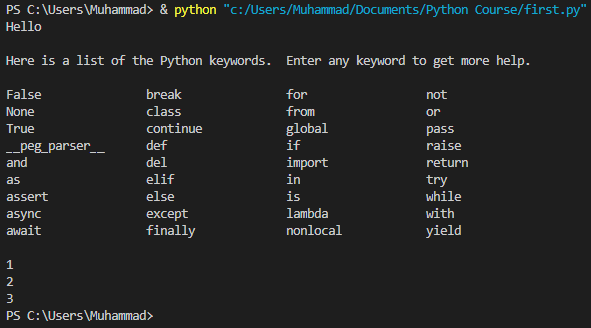 PS C:\Users\Muhammad> & python "c:/Users/Muhammad/Documents/Python Course/first.py"
Hello
Here is a list of the Python keywords.  Enter any keyword to get more help.
False               break               for                 not
None                class               from                or
True                continue            global              pass
__peg_parser__      def                 if                  raise
and                 del                 import              return
as                  elif                in                  try
assert              else                is                  while
async               except              lambda              with
await               finally             nonlocal            yield
1
2
3
PS C:\Users\Muhammad>